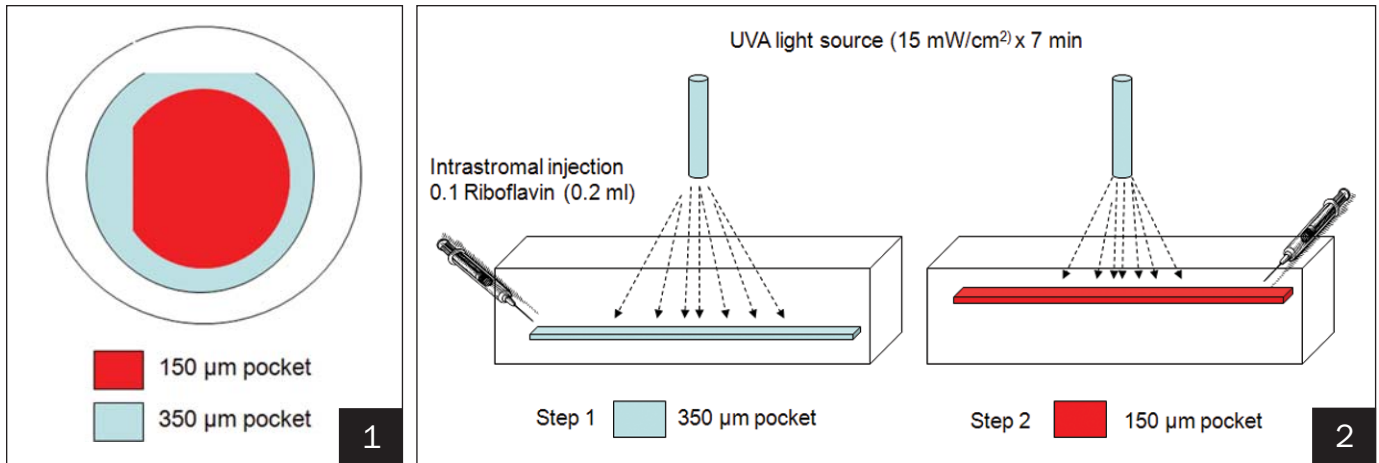 150 µm pocket
350 µm pocket
1
UVA light source (15 mW/cm²⁾ x 7 min
Intrastromal injection
0.1 Riboflavin (0.2 ml)
Step 1 350 µm pocket
Step 2 150 µm pocket
2